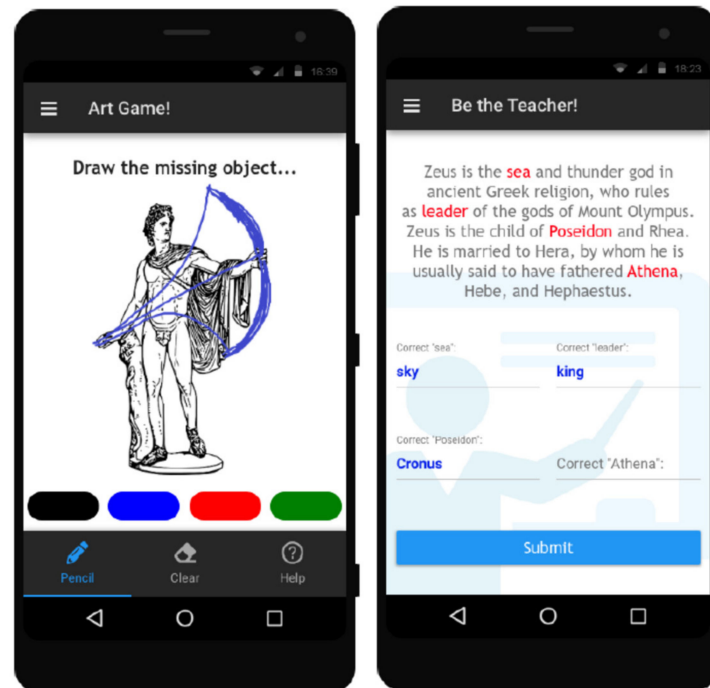 16:39
Art Game!
Draw the missing object...
Pencil
Clear
Help
18:23
Be the Teacher!
Zeus is the sea and thunder god in
ancient Greek religion, who rules
as leader of the gods of Mount Olympus.
Zeus is the child of Poseidon and Rhea.
He is married to Hera, by whom he is
usually said to have fathered Athena,
Hebe, and Hephaestus.
Correct "sea":
sky
Correct "leader":
king
Correct "Poseidon":
Cronus
Correct "Athena":
Submit